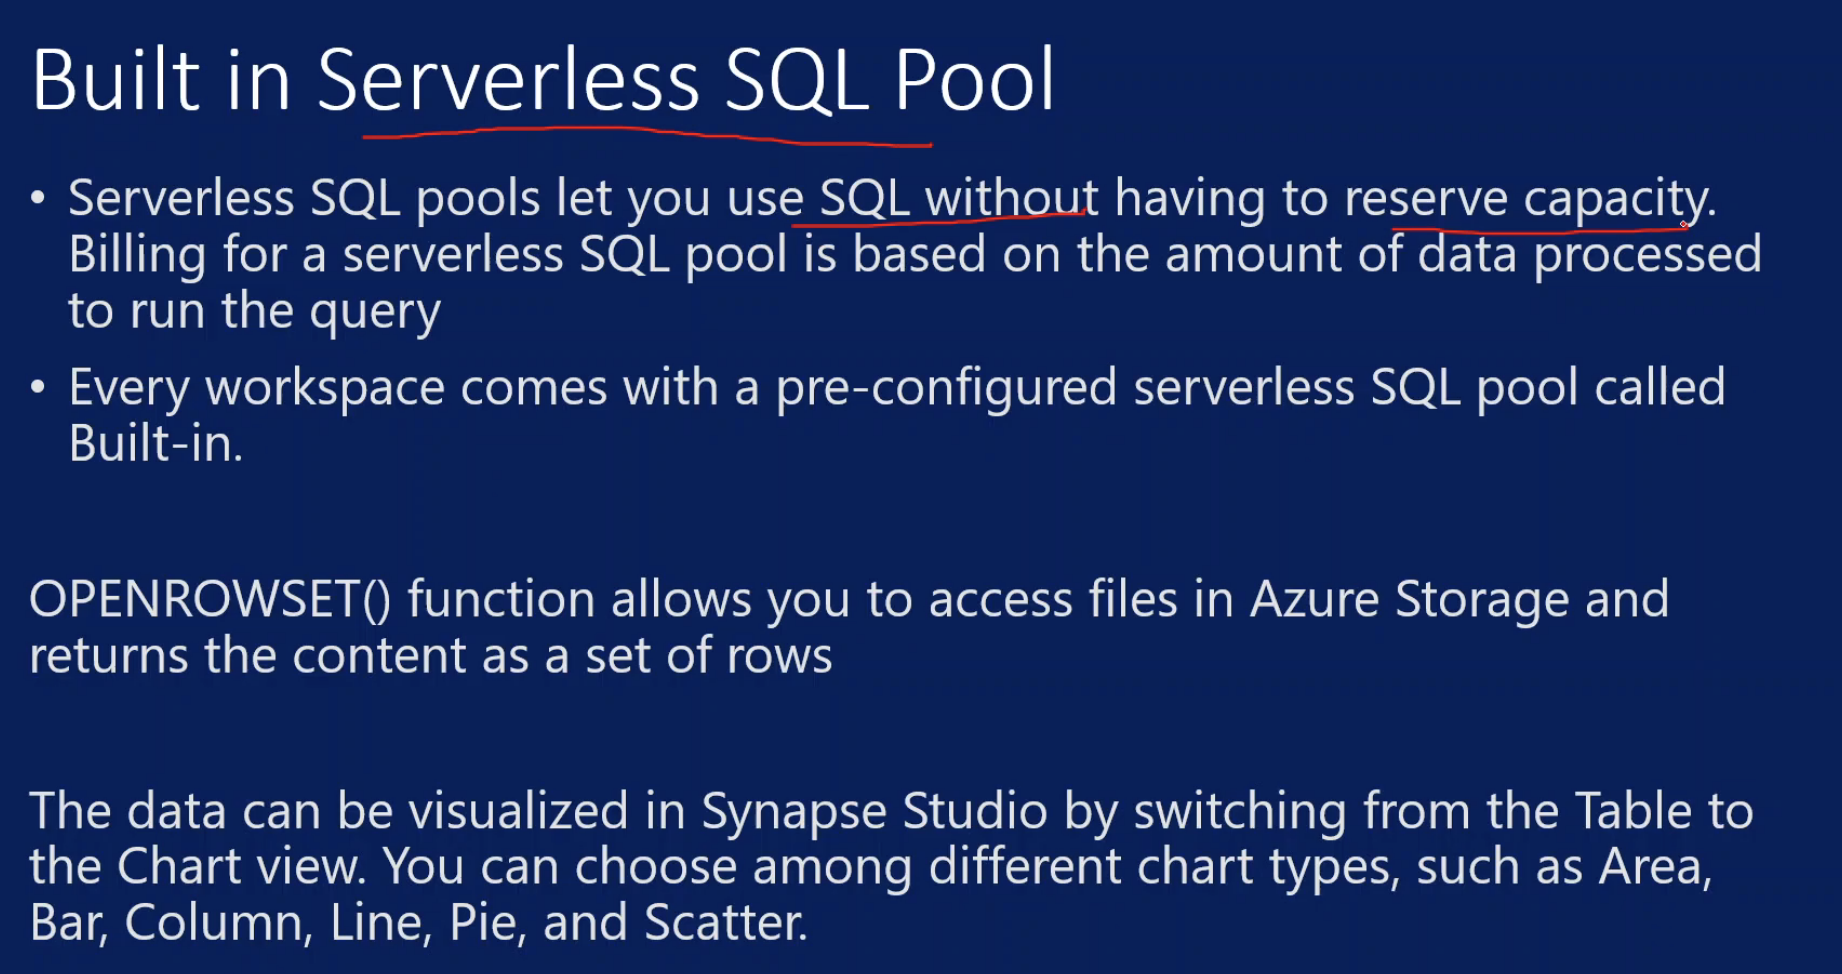 Built in Serverless SQL Pool
• Serverless SQL pools let you use SQL without having to reserve capacity.
Billing for a serverless SQL pool is based on the amount of data processed
to run the query
• Every workspace comes with a pre-configured serverless SQL pool called
Built-in.
OPENROWSET() function allows you to access files in Azure Storage and
returns the content as a set of rows
The data can be visualized in Synapse Studio by switching from the Table to
the Chart view. You can choose among different chart types, such as Area,
Bar, Column, Line, Pie, and Scatter.